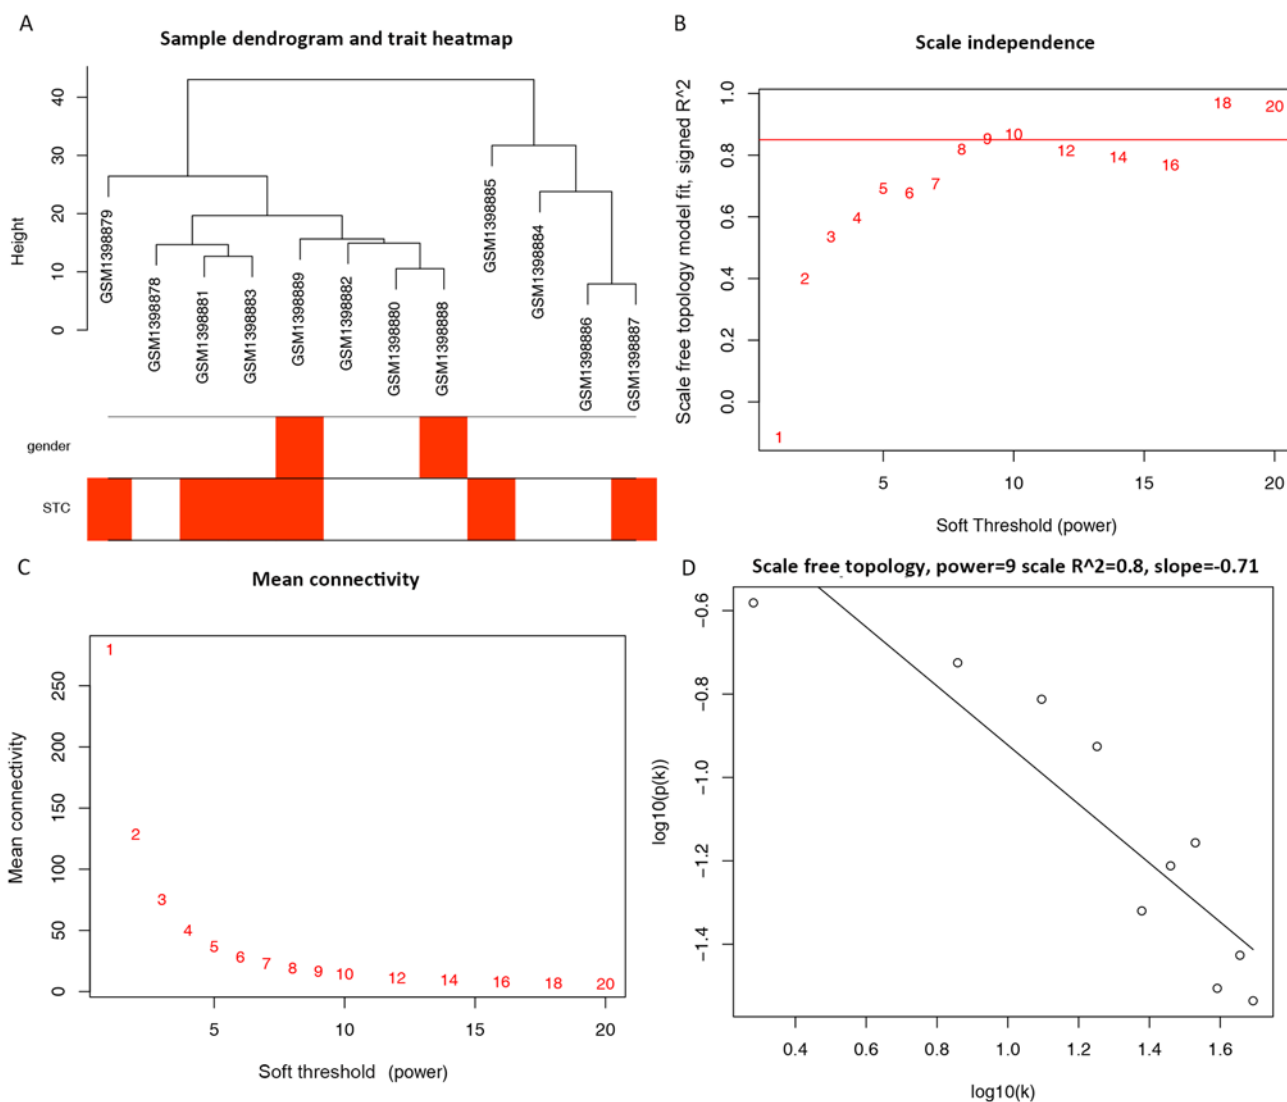 A
Sample dendrogram and trait heatmap
Height
40
30
20
10
0
GSM1398879
GSM1398878
GSM1398881
GSM1398883
GSM1398889
GSM1398882
GSM1398880
GSM1398888
GSM1398885
GSM1398884
GSM1398886
GSM1398887
gender
STC
B
Scale independence
Scale free topology model fit, signed R^2
1.0
0.8
0.6
0.4
0.2
0.0
1
2
3
4
5
6
7
8
9
10
12
14
16
18
20
5
10
15
20
Soft Threshold (power)
C
Mean connectivity
Mean connectivity
250
200
150
100
50
0
1
2
3
4
5
6
7
8
9
10
12
14
16
18
20
5
10
15
20
Soft threshold (power)
D
Scale free topology, power=9 scale R^2=0.8, slope=-0.71
log10(p(k))
−0.6
−0.8
−1.0
−1.2
−1.4
0.4
0.6
0.8
1.0
1.2
1.4
1.6
log10(k)